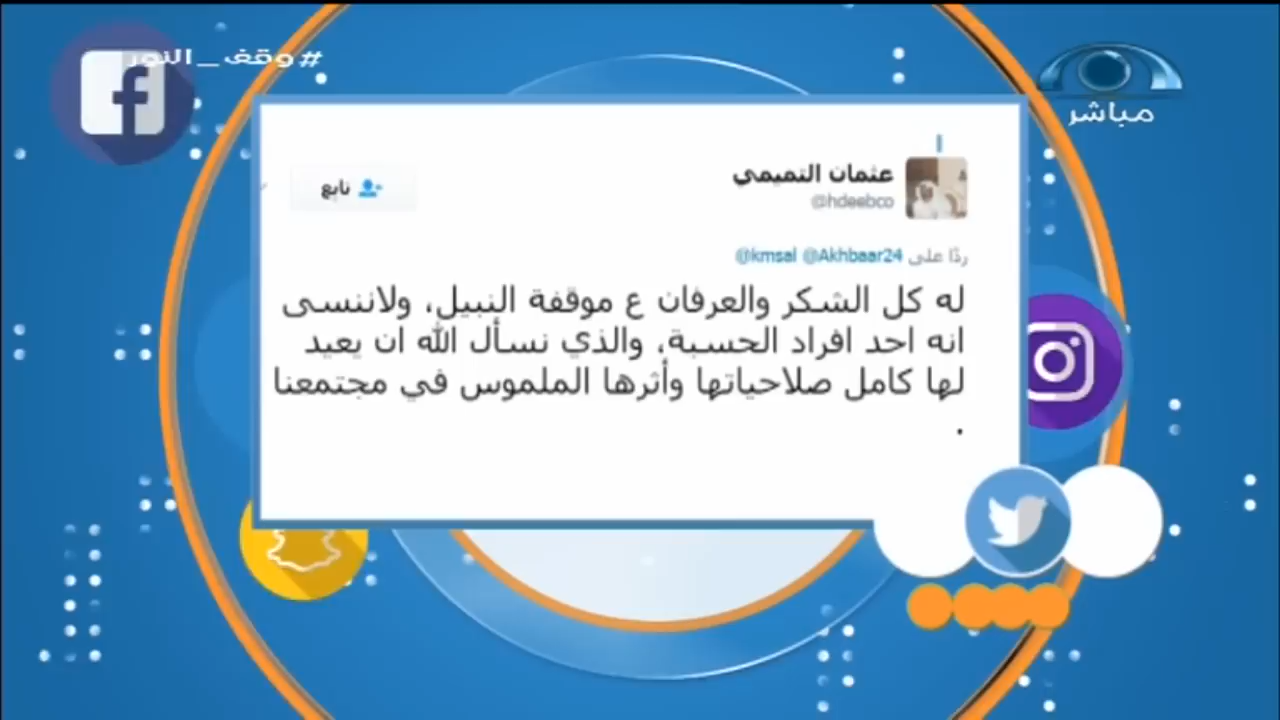 #وقف_النور
مباشر
عثمان التميمي
@hdeebco
تابع
ردًا على @kmsal @Akhbaar24
له كل الشكر والعرفان ع موقفة النبيل، ولاننسى
انه احد افراد الحسبة، والذي نسأل الله ان يعيد
لها كامل صلاحياتها وأثرها الملموس في مجتمعنا
.